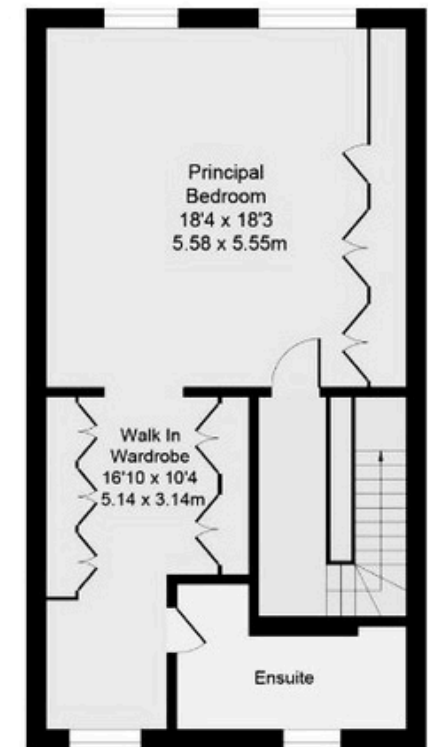 Principal
Bedroom
18'4 x 18'3
5.58 x 5.55m
Walk In
Wardrobe
16'10 x 10'4
5.14 x 3.14m
Ensuite